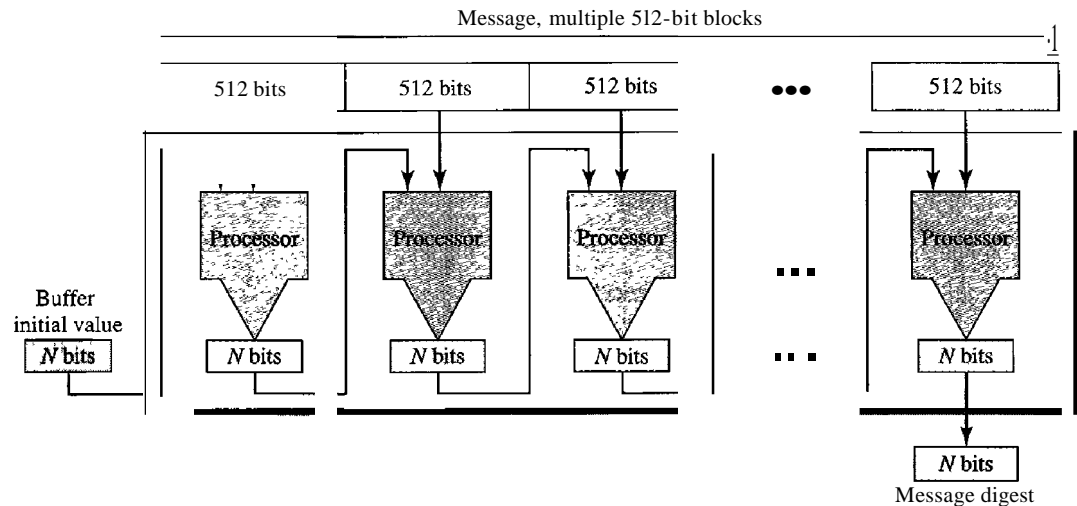 Message, multiple 512-bit blocks
512 bits 512 bits 512 bits ••• 512 bits
Processor Processor Processor ... Processor
Buffer
initial value
N bits N bits N bits N bits ... N bits
N bits
Message digest